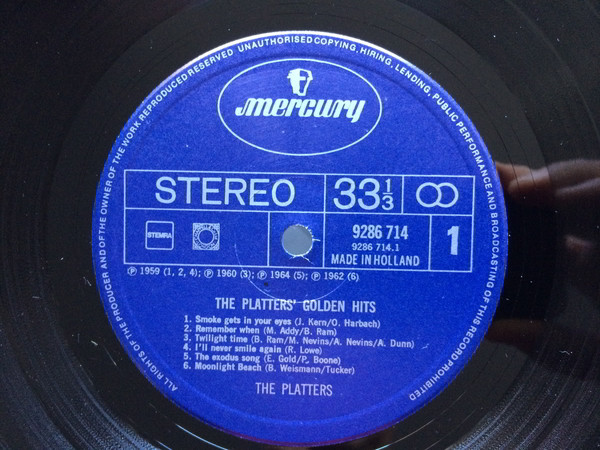 ALL RIGHTS OF THE PRODUCER AND OF THE OWNER OF THE WORK REPRODUCED RESERVED UNAUTHORISED COPYING, HIRING, LENDING, PUBLIC PERFORMANCE AND BROADCASTING OF THIS RECORD PROHIBITED
mercury
STEREO 33 1/3
STEMRA
9286 714
9286 714.1
MADE IN HOLLAND
1
Ⓟ 1959 (1, 2, 4); Ⓟ 1960 (3); Ⓟ 1964 (5); Ⓟ 1962 (6)
THE PLATTERS' GOLDEN HITS
1. Smoke gets in your eyes (J. Kern/O. Harbach)
2. Remember when (M. Addy/B. Ram)
3. Twilight time (B. Ram/M. Nevins/A. Nevins/A. Dunn)
4. I'll never smile again (R. Lowe)
5. The exodus song (E. Gold/P. Boone)
6. Moonlight Beach (B. Weismann/Tucker)
THE PLATTERS